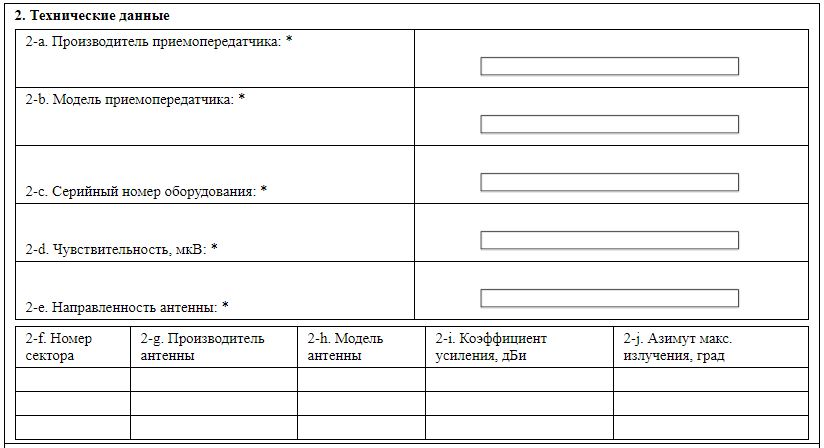 2. Технические данные
2-a. Производитель приемопередатчика: *
2-b. Модель приемопередатчика: *
2-c. Серийный номер оборудования: *
2-d. Чувствительность, мкВ: *
2-e. Направленность антенны: *
2-f. Номер
сектора
2-g. Производитель
антенны
2-h. Модель
антенны
2-i. Коэффициент
усиления, дБи
2-j. Азимут макс.
излучения, град